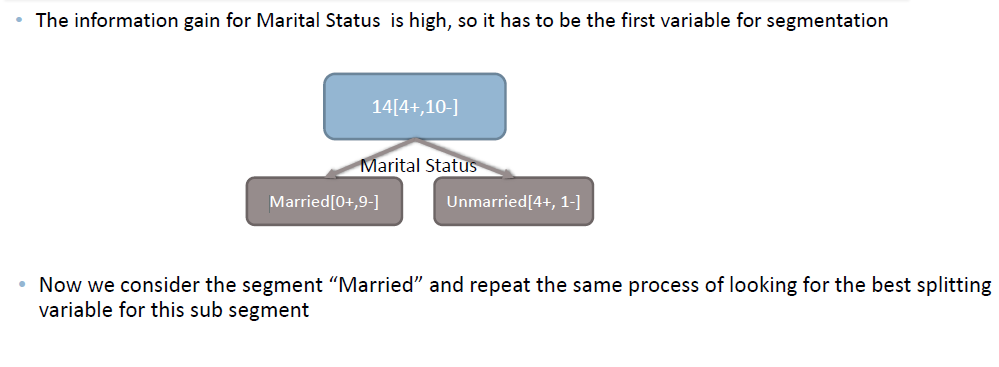 • The information gain for Marital Status is high, so it has to be the first variable for segmentation
14[4+,10-]
Marital Status
Married[0+,9-]
Unmarried[4+, 1-]
• Now we consider the segment “Married” and repeat the same process of looking for the best splitting
variable for this sub segment